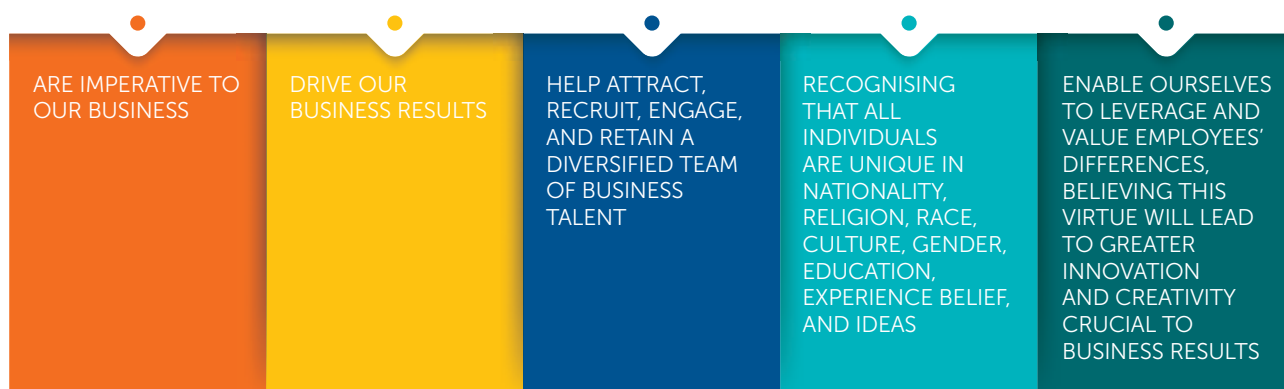 ARE IMPERATIVE TO
OUR BUSINESS
DRIVE OUR
BUSINESS RESULTS
HELP ATTRACT,
RECRUIT, ENGAGE,
AND RETAIN A
DIVERSIFIED TEAM
OF BUSINESS
TALENT
RECOGNISING
THAT ALL
INDIVIDUALS
ARE UNIQUE IN
NATIONALITY,
RELIGION, RACE,
CULTURE, GENDER,
EDUCATION,
EXPERIENCE BELIEF,
AND IDEAS
ENABLE OURSELVES
TO LEVERAGE AND
VALUE EMPLOYEES’
DIFFERENCES,
BELIEVING THIS
VIRTUE WILL LEAD
TO GREATER
INNOVATION
AND CREATIVITY
CRUCIAL TO
BUSINESS RESULTS